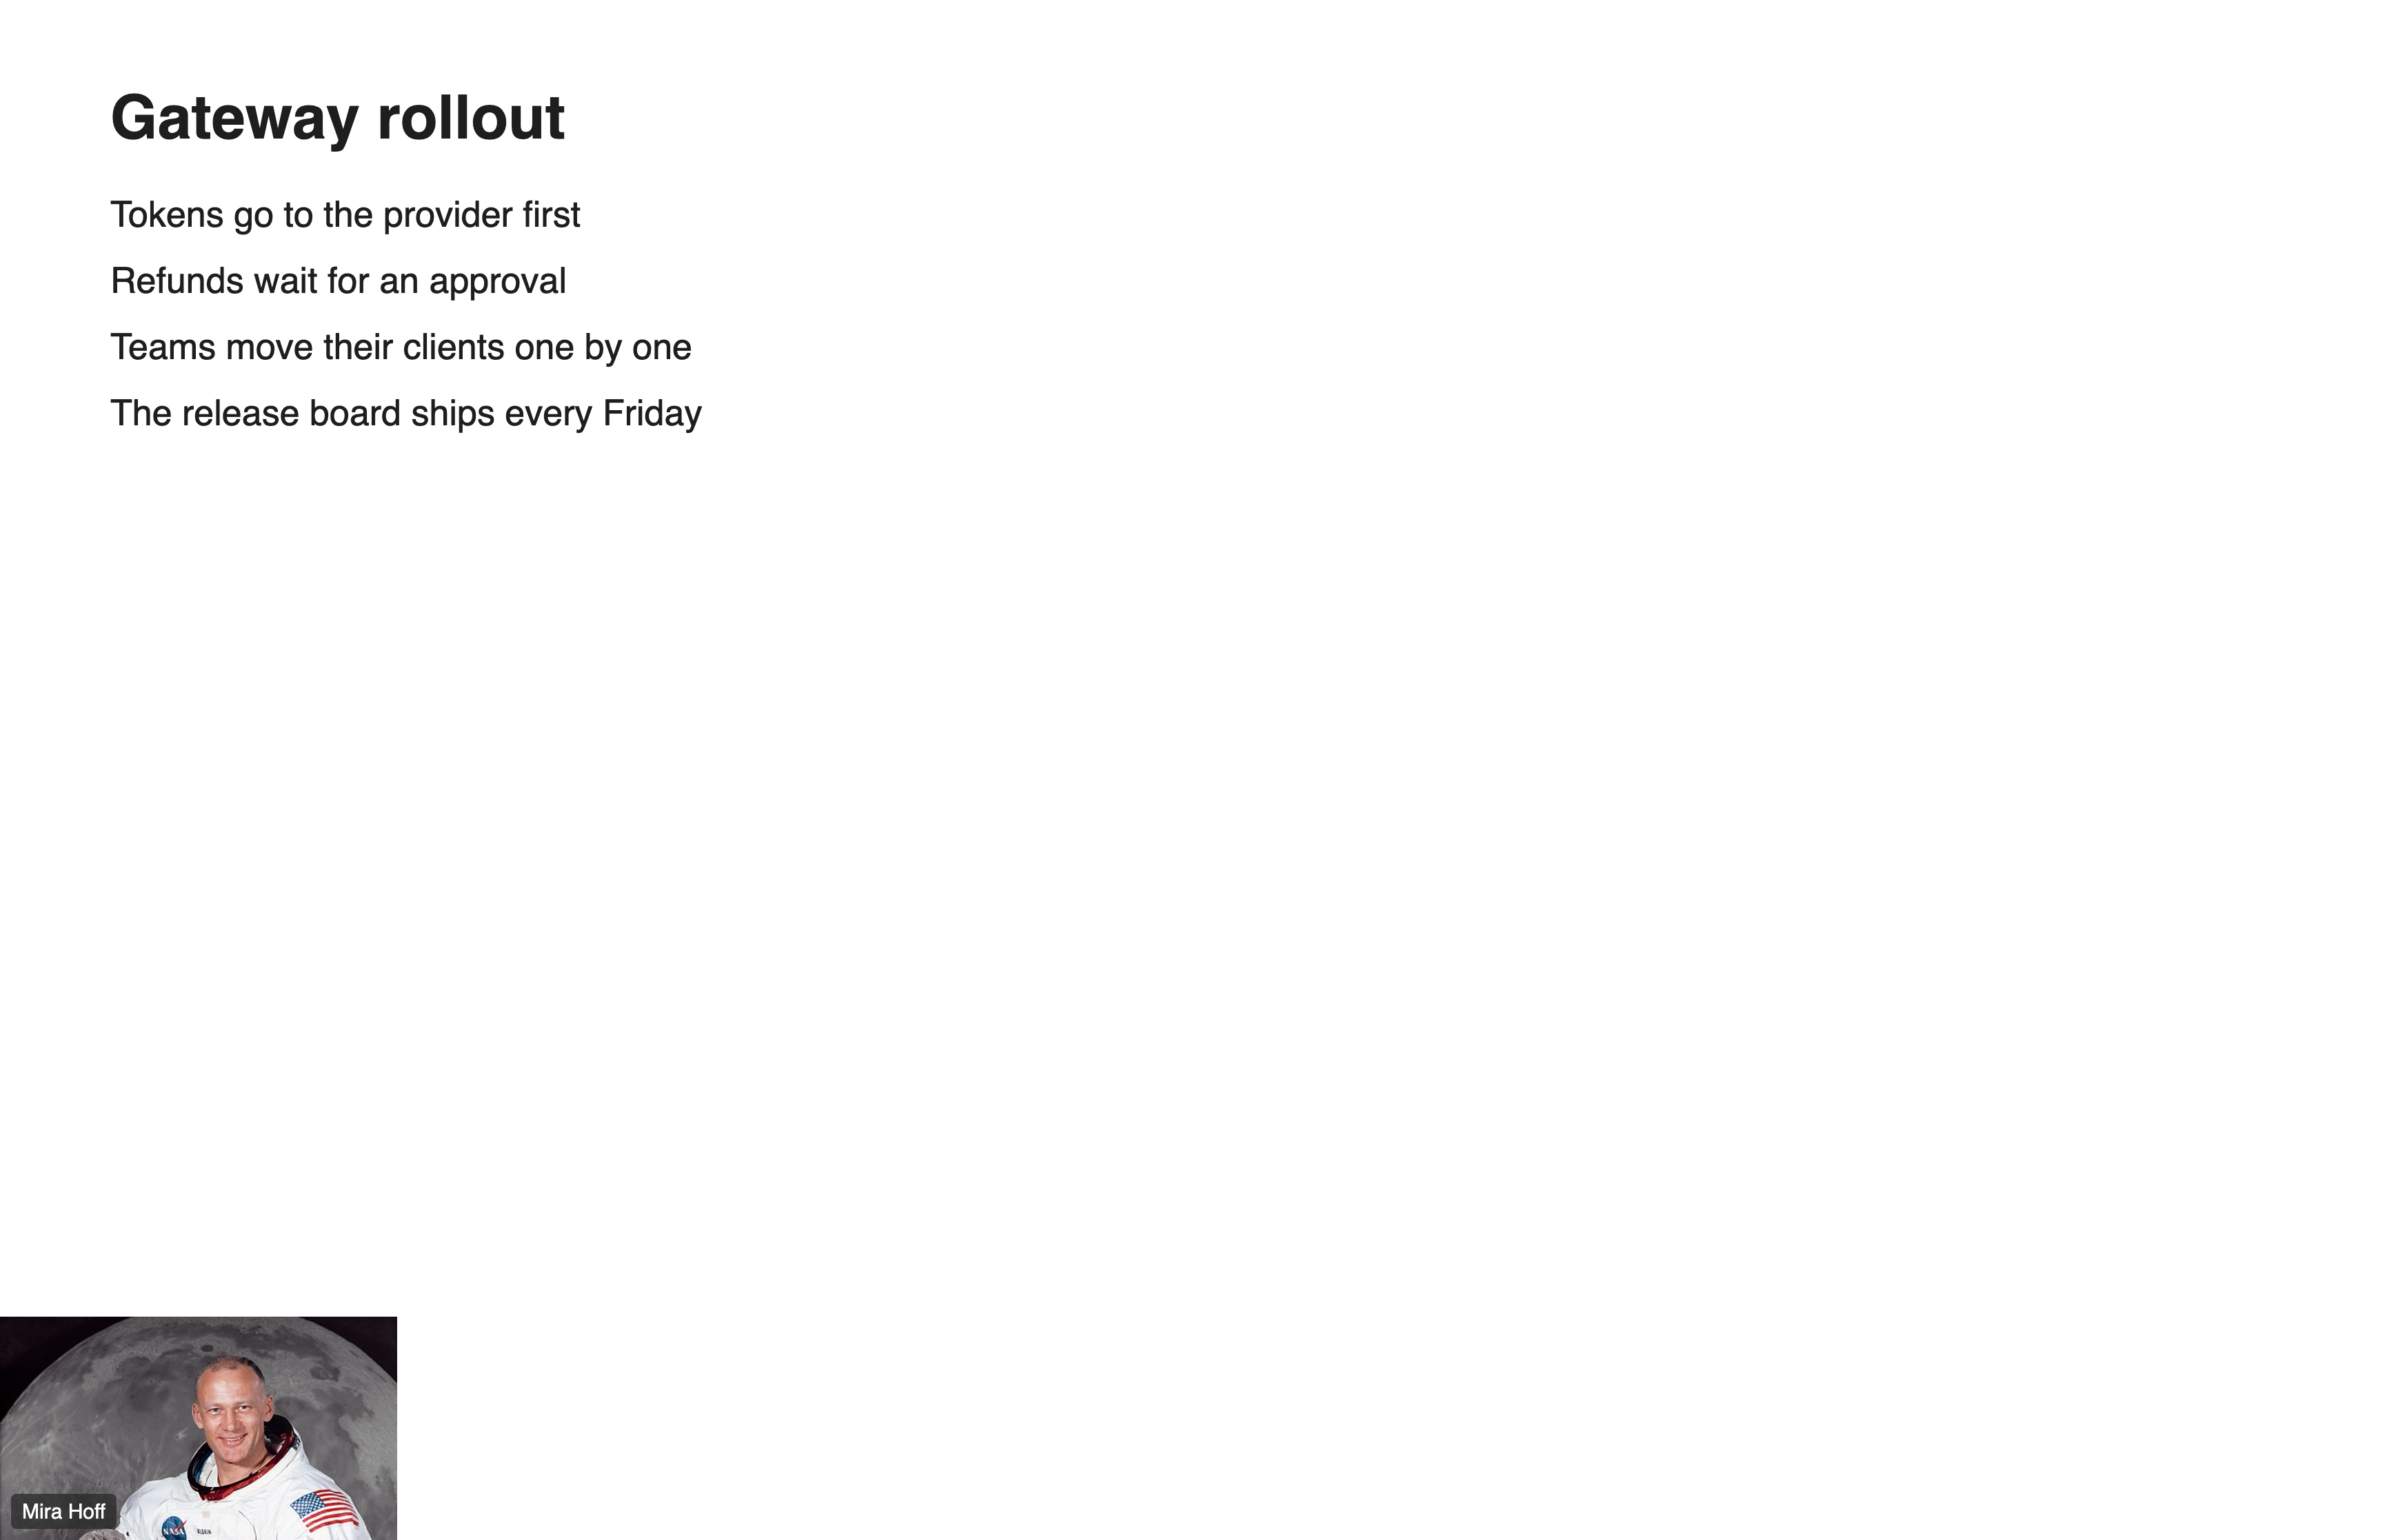 Gateway rollout
Tokens go to the provider first
Refunds wait for an approval
Teams move their clients one by one
The release board ships every Friday
Mira Hoff
NASA